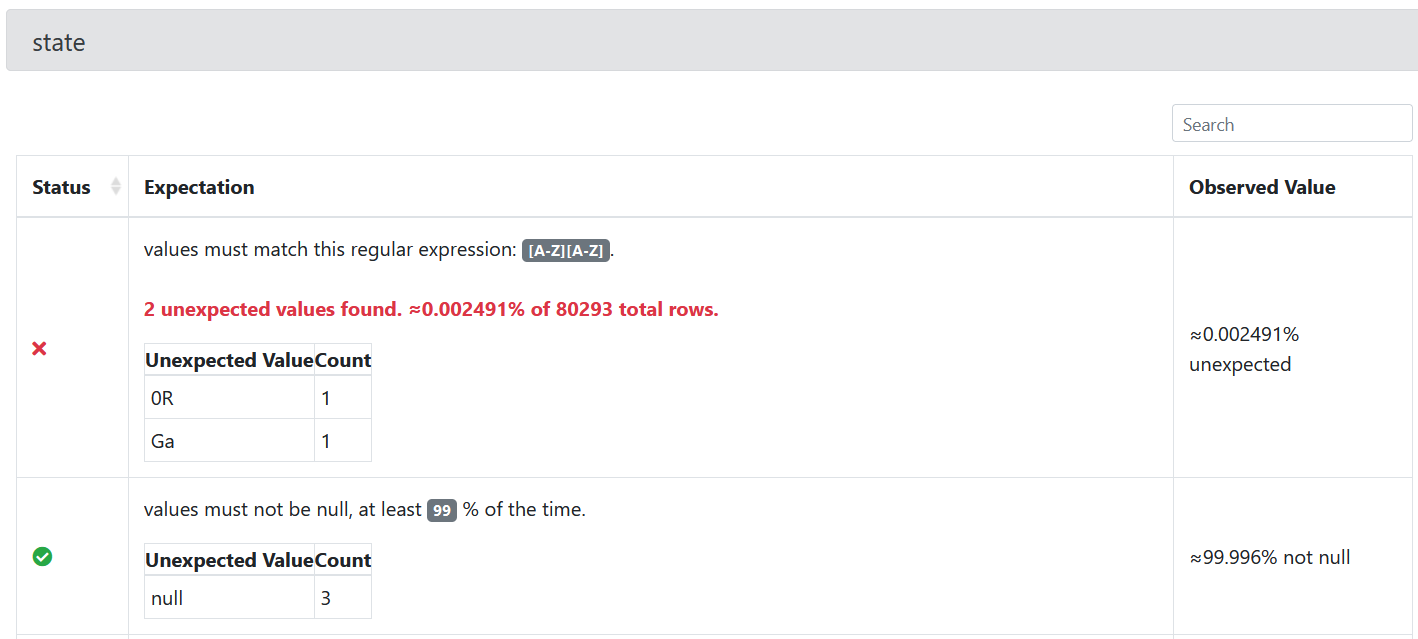 state
Search
Status Expectation Observed Value
values must match this regular expression: [A-Z][A-Z].
2 unexpected values found. ≈0.002491% of 80293 total rows.
Unexpected Value Count
0R 1
Ga 1
≈0.002491%
unexpected
values must not be null, at least 99 % of the time.
Unexpected Value Count
null 3
≈99.996% not null